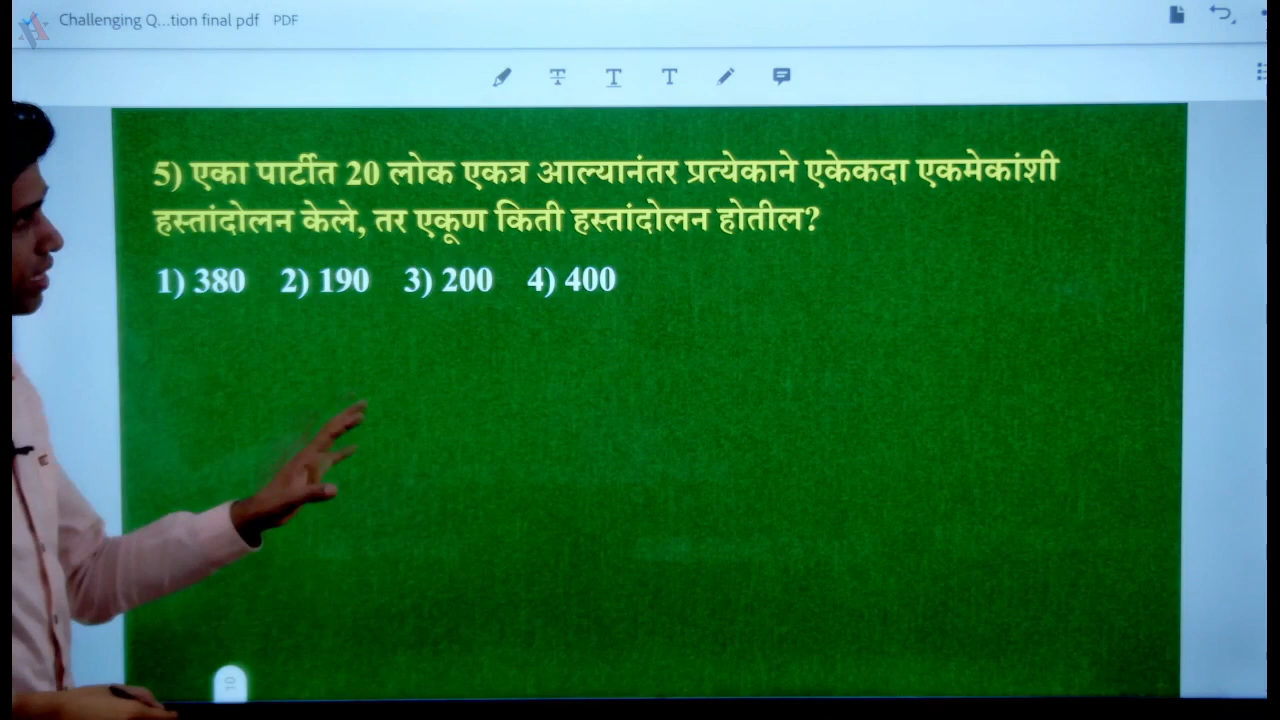 Challenging Q...tion final pdf PDF
5) एका पार्टीत 20 लोक एकत्र आल्यानंतर प्रत्येकाने एकेकदा एकमेकांशी
हस्तांदोलन केले, तर एकूण किती हस्तांदोलन होतील?
1) 380 2) 190 3) 200 4) 400
10